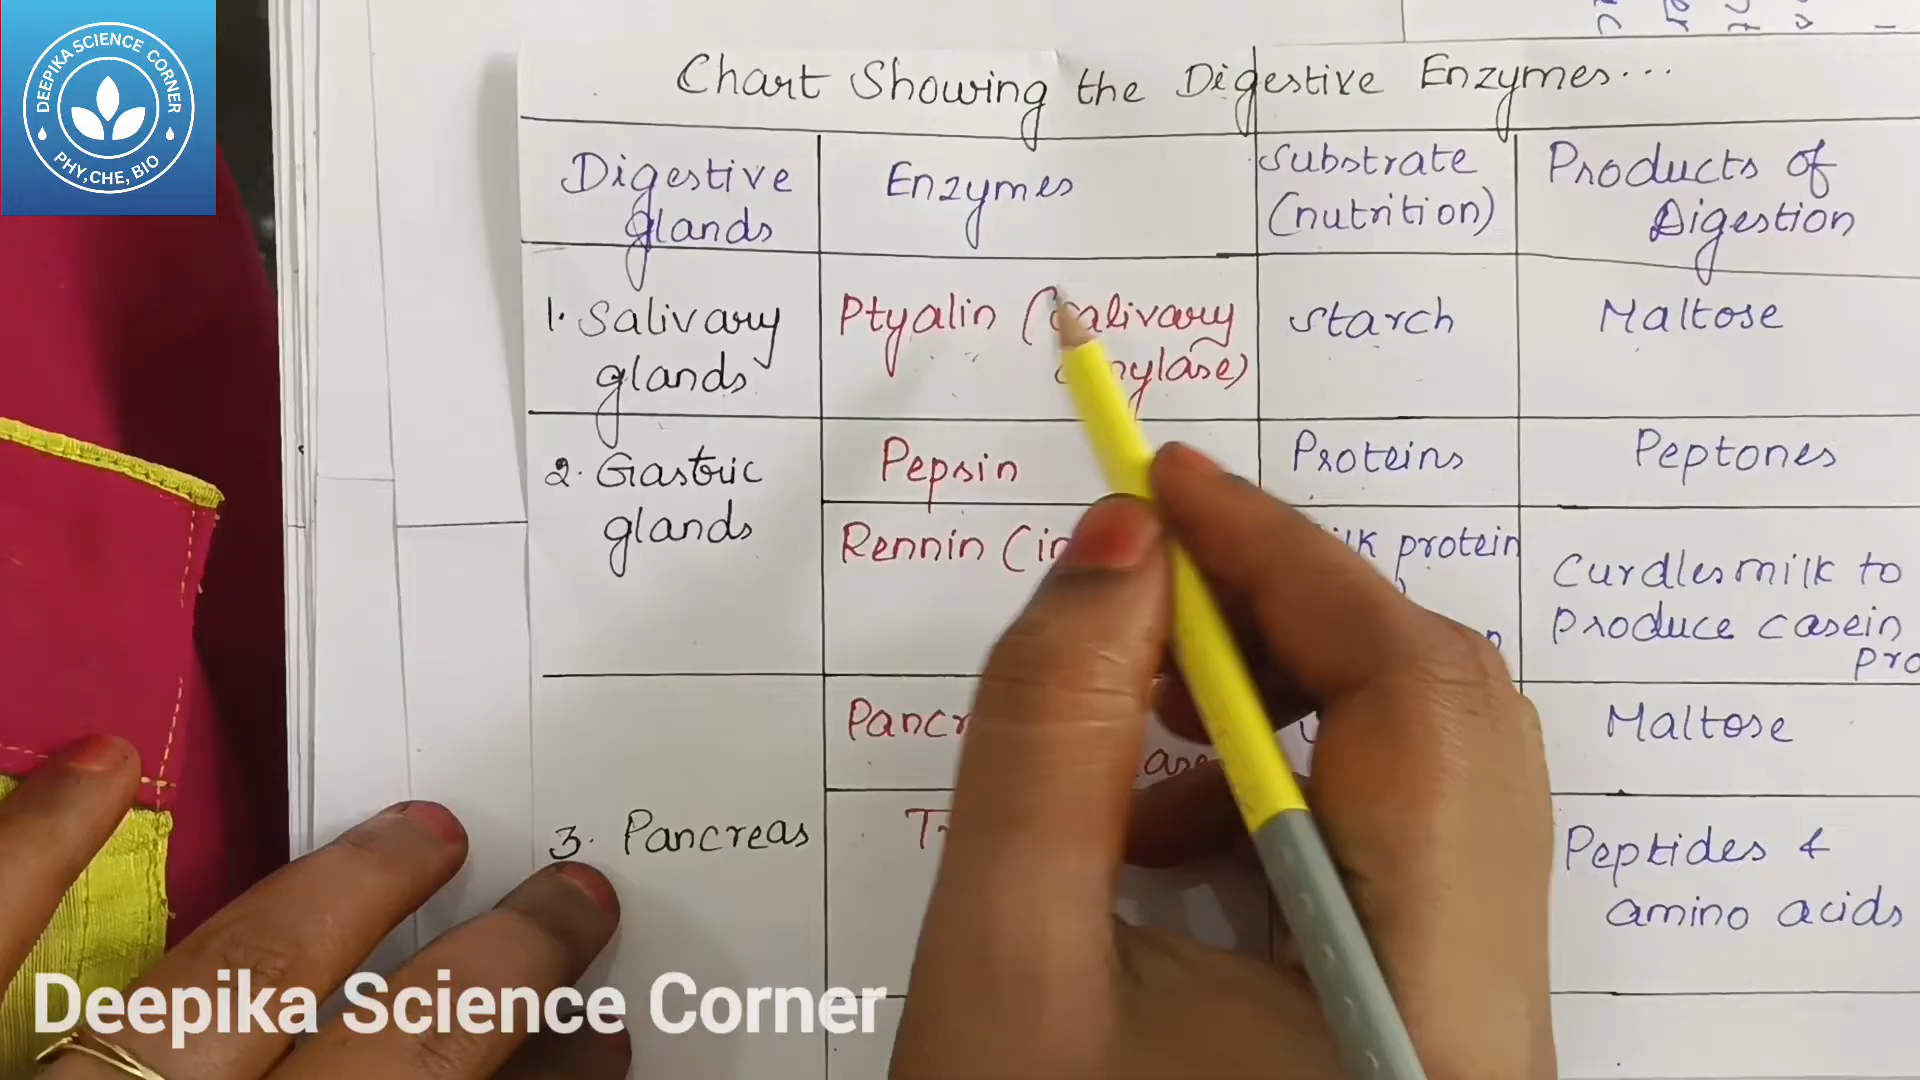 DEEPIKA SCIENCE CORNER
PHY,CHE, BIO
Chart Showing the Digestive Enzymes...
Digestive glands
Enzymes
Substrate (nutrition)
Products of Digestion
1. Salivary glands
Ptyalin (Salivary
Starch
Maltose
2. Gastric glands
Pepsin
Proteins
Peptones
Rennin
protein
Curdles milk to
Produce casein
3. Pancreas
Maltose
Peptides &
amino acids
Deepika Science Corner